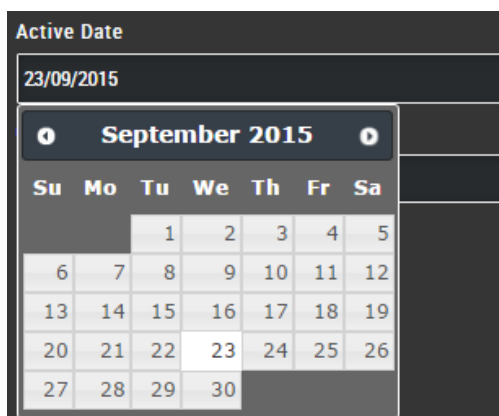 Active Date
23/09/2015
September 2015
Su Mo Tu We Th Fr Sa
1 2 3 4 5
6 7 8 9 10 11 12
13 14 15 16 17 18 19
20 21 22 23 24 25 26
27 28 29 30